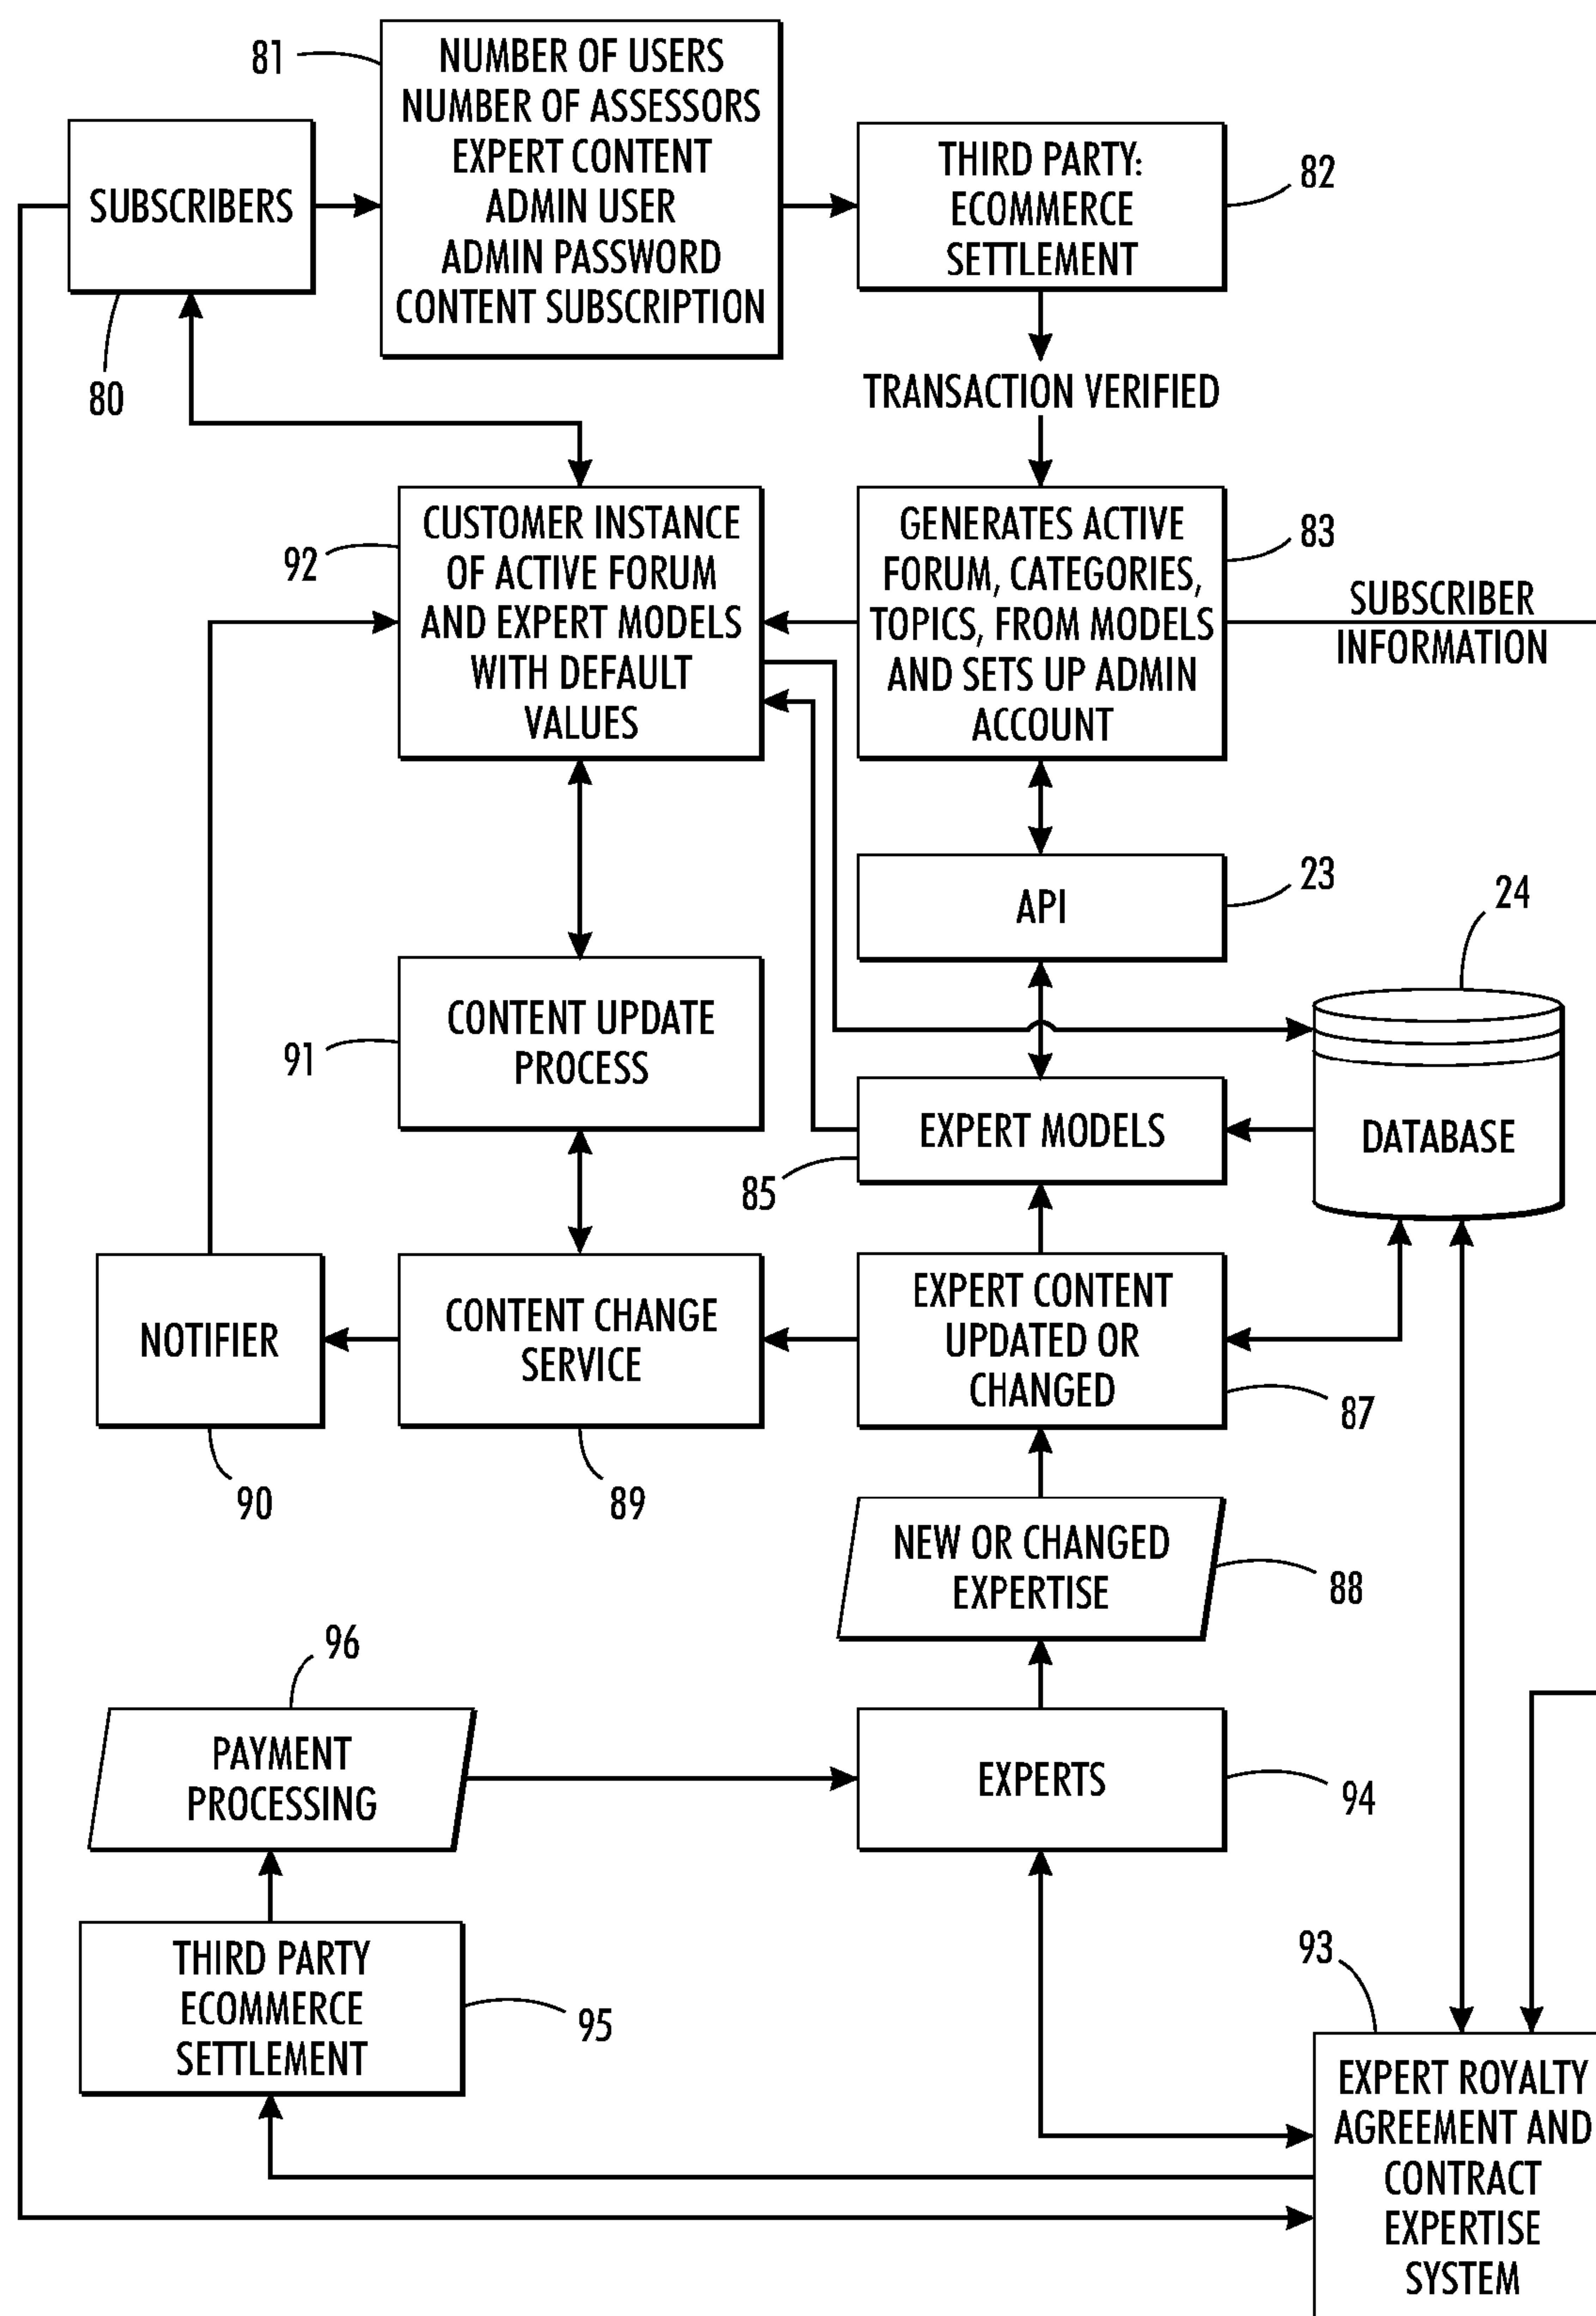 81
NUMBER OF USERS
NUMBER OF ASSESSORS
EXPERT CONTENT
ADMIN USER
ADMIN PASSWORD
CONTENT SUBSCRIPTION
SUBSCRIBERS
80
THIRD PARTY:
ECOMMERCE
SETTLEMENT
82
TRANSACTION VERIFIED
92
CUSTOMER INSTANCE
OF ACTIVE FORUM
AND EXPERT MODELS
WITH DEFAULT
VALUES
GENERATES ACTIVE
FORUM, CATEGORIES,
TOPICS, FROM MODELS
AND SETS UP ADMIN
ACCOUNT
83
SUBSCRIBER
INFORMATION
API
23
24
91
CONTENT UPDATE
PROCESS
EXPERT MODELS
85
DATABASE
NOTIFIER
90
CONTENT CHANGE
SERVICE
89
EXPERT CONTENT
UPDATED OR
CHANGED
87
NEW OR CHANGED
EXPERTISE
88
96
PAYMENT
PROCESSING
EXPERTS
94
THIRD PARTY
ECOMMERCE
SETTLEMENT
95
93
EXPERT ROYALTY
AGREEMENT AND
CONTRACT
EXPERTISE
SYSTEM